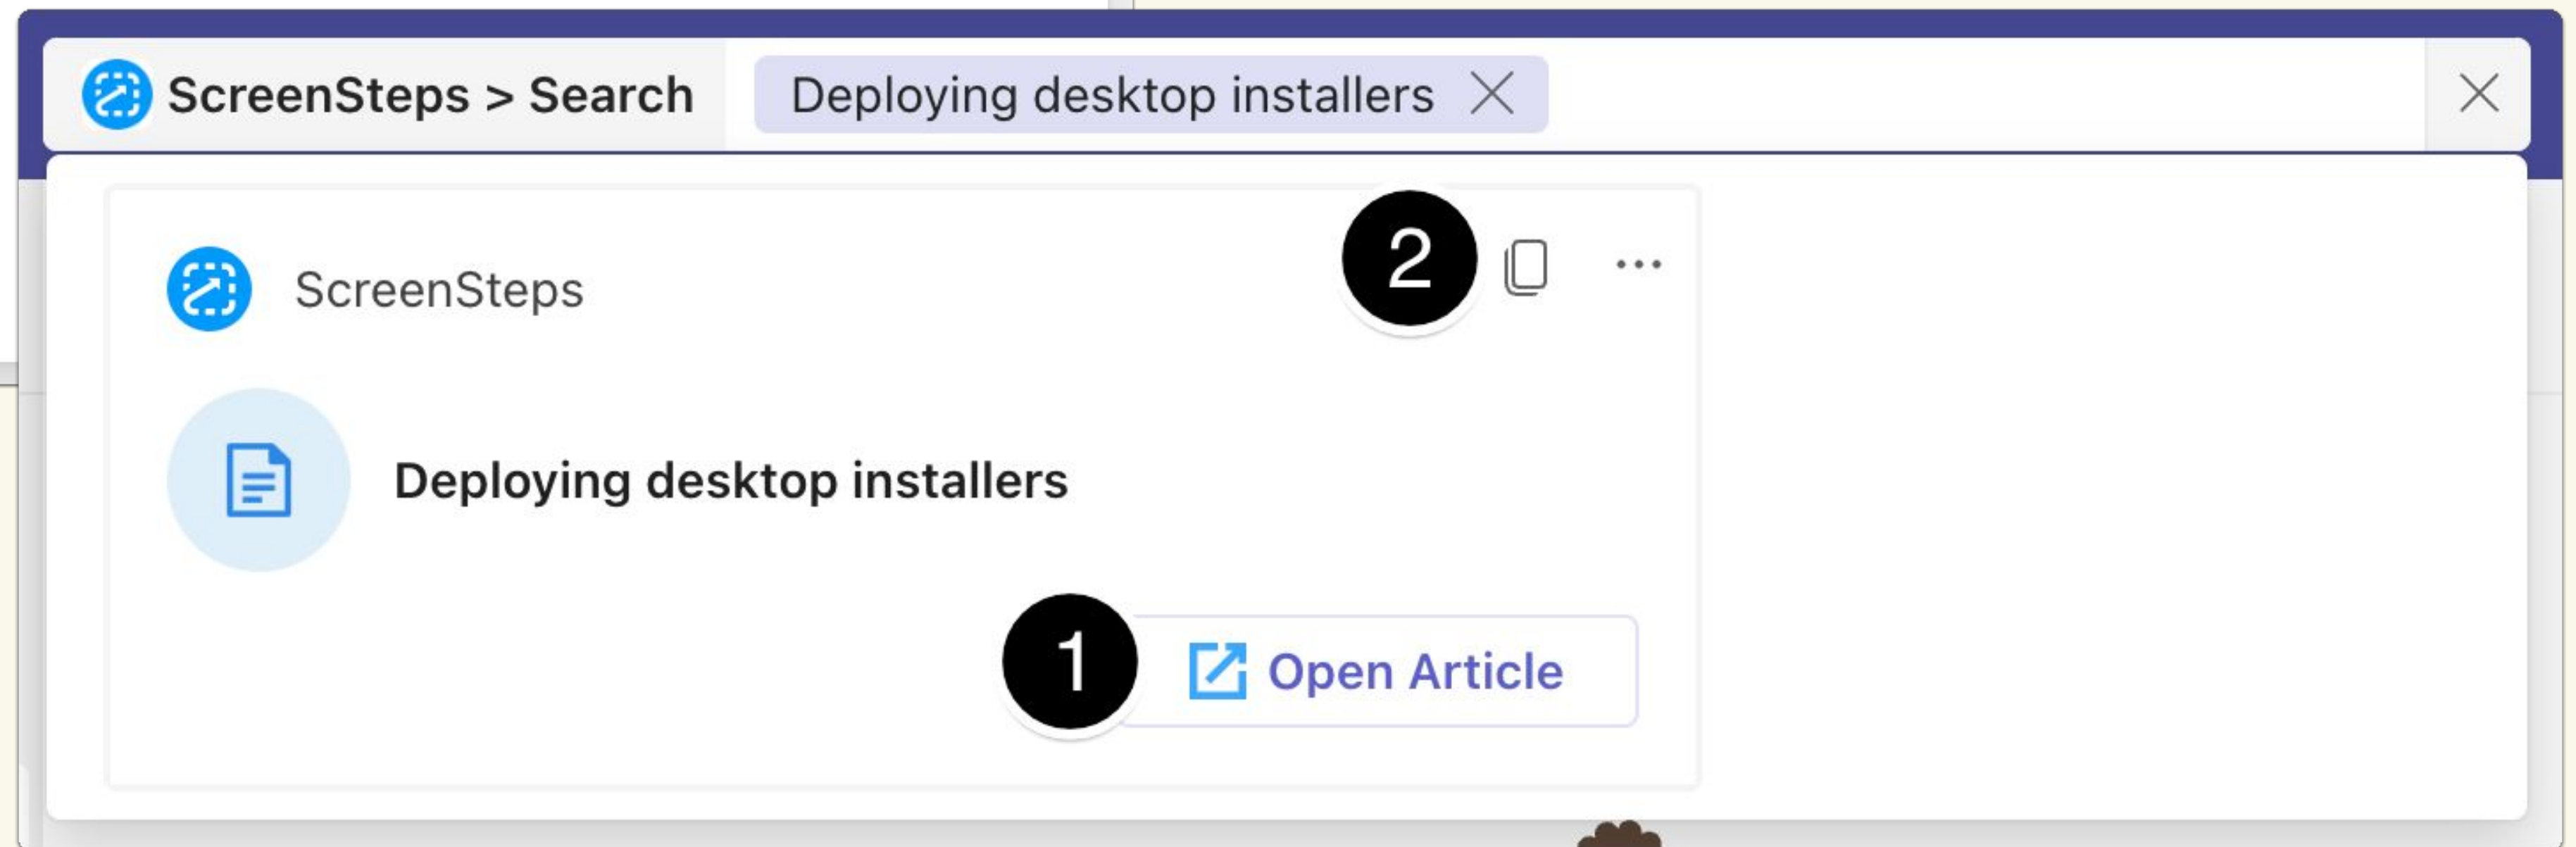 ScreenSteps > Search
Deploying desktop installers
2
ScreenSteps
Deploying desktop installers
1
Open Article